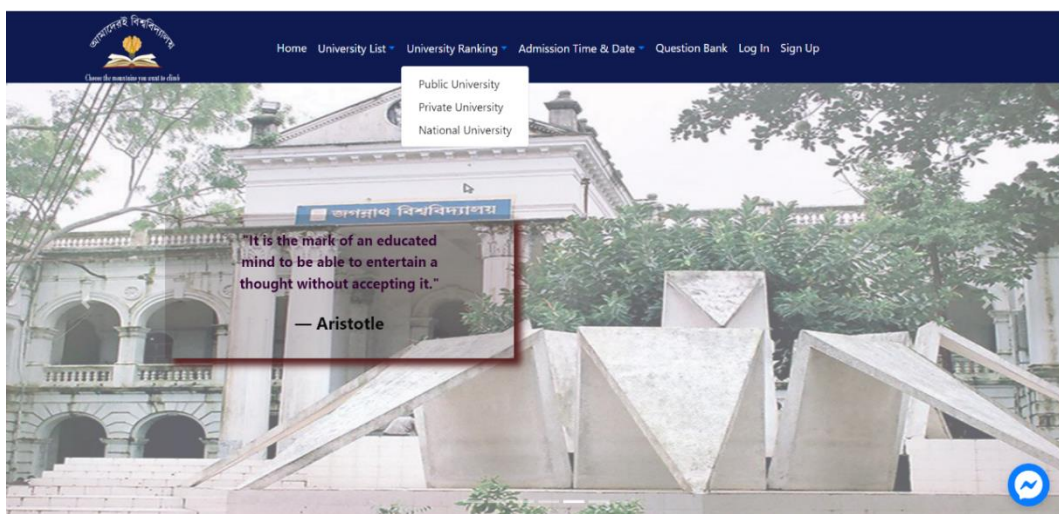 আমাদেরই বিশ্ববিদ্যালয়
Choose the mountains you want to climb
Home University List University Ranking Admission Time & Date Question Bank Log In Sign Up
Public University
Private University
National University
জগন্নাথ বিশ্ববিদ্যালয়
"It is the mark of an educated
mind to be able to entertain a
thought without accepting it."
— Aristotle